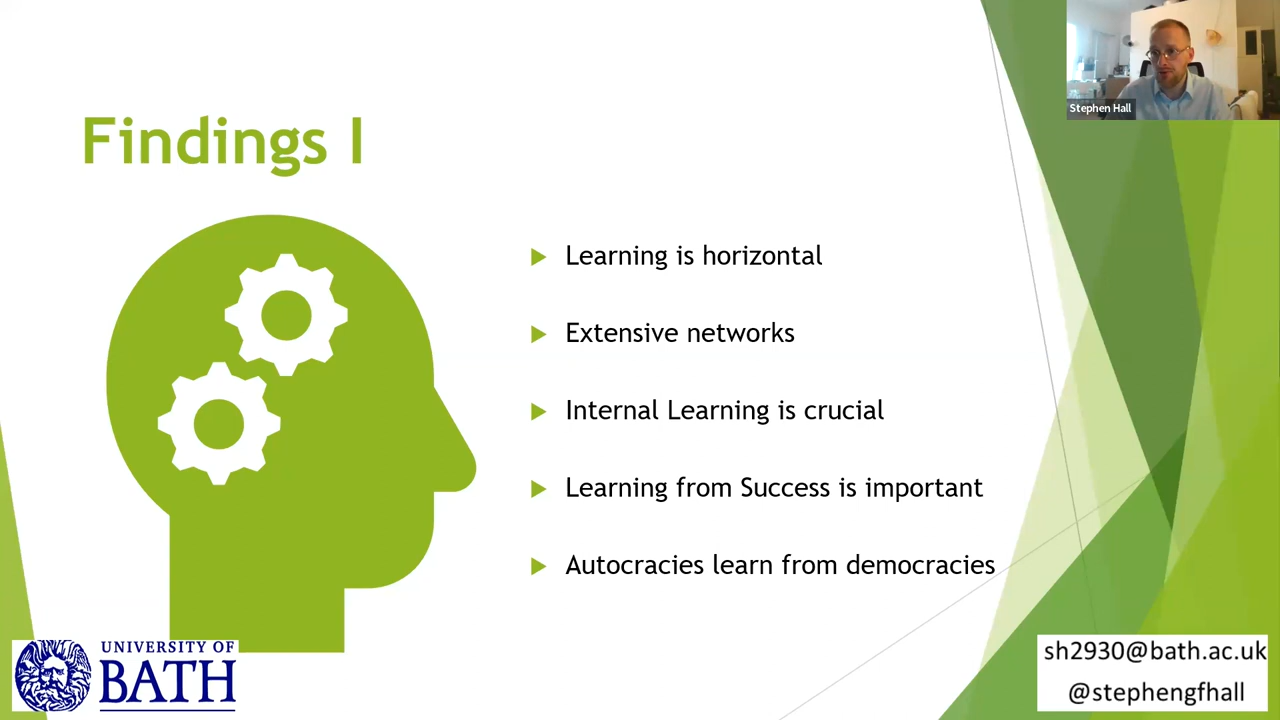 Stephen Hall
Findings I
Learning is horizontal
Extensive networks
Internal Learning is crucial
Learning from Success is important
Autocracies learn from democracies
UNIVERSITY OF
BATH
sh2930@bath.ac.uk
@stephengfhall